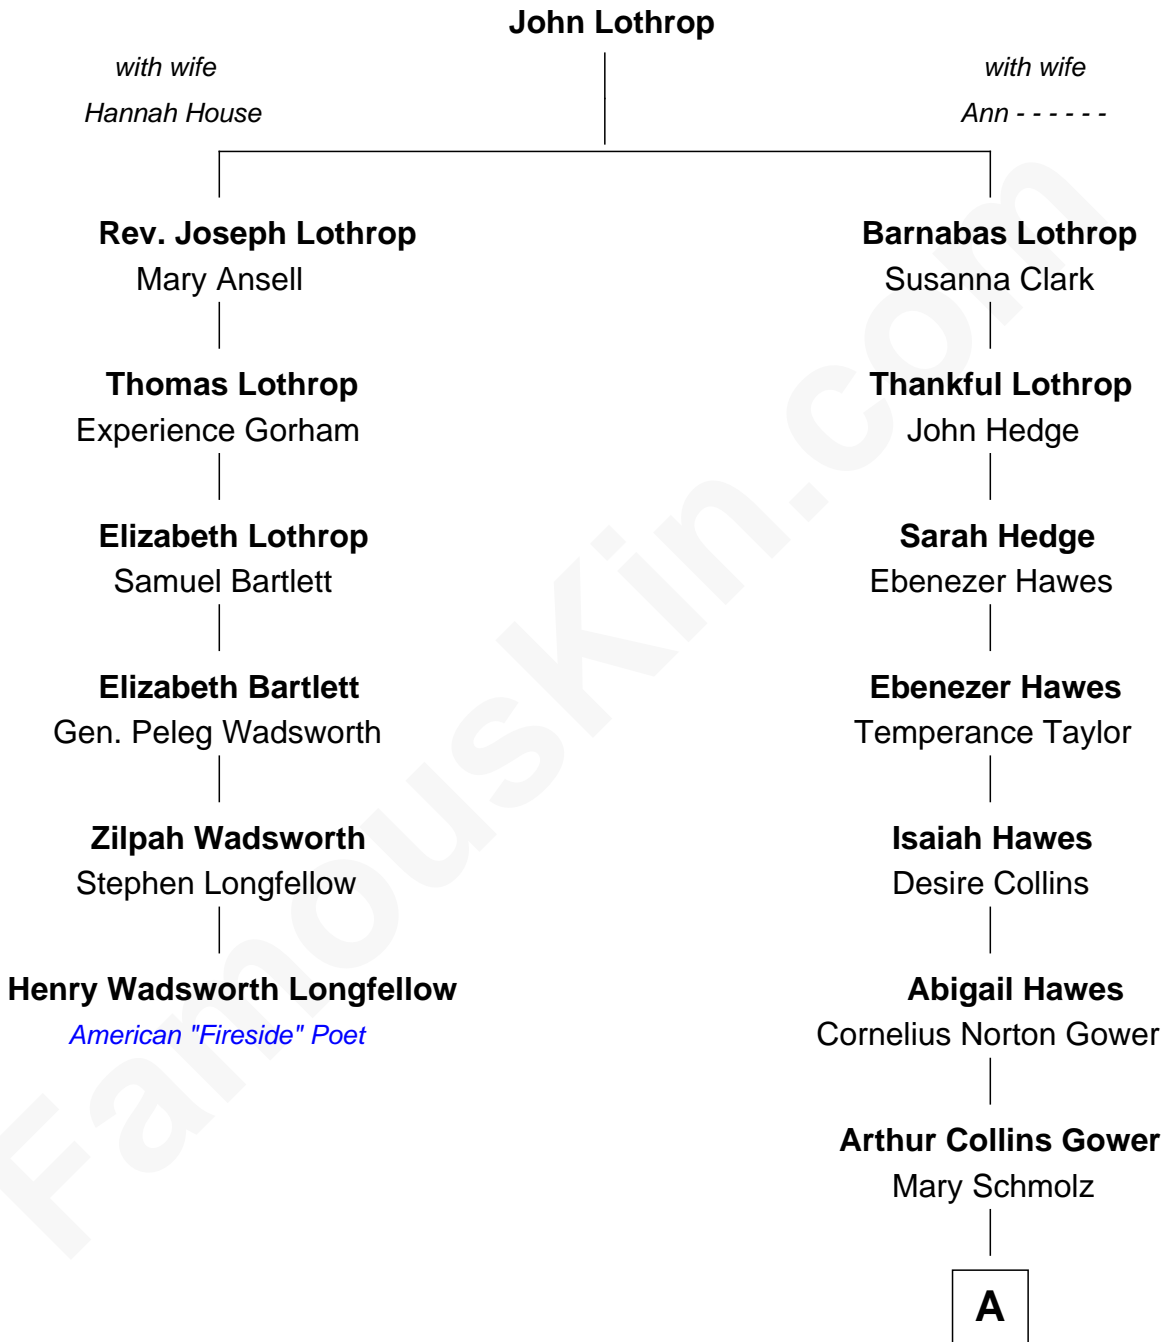 John Lothrop
with wife
Hannah House
with wife
Ann - - - - - -
Rev. Joseph Lothrop
Mary Ansell
Barnabas Lothrop
Susanna Clark
Thomas Lothrop
Experience Gorham
Thankful Lothrop
John Hedge
Elizabeth Lothrop
Samuel Bartlett
Sarah Hedge
Ebenezer Hawes
Elizabeth Bartlett
Gen. Peleg Wadsworth
Ebenezer Hawes
Temperance Taylor
Zilpah Wadsworth
Stephen Longfellow
Isaiah Hawes
Desire Collins
Henry Wadsworth Longfellow
American "Fireside" Poet
Abigail Hawes
Cornelius Norton Gower
Arthur Collins Gower
Mary Schmolz
A
FamousKin.com